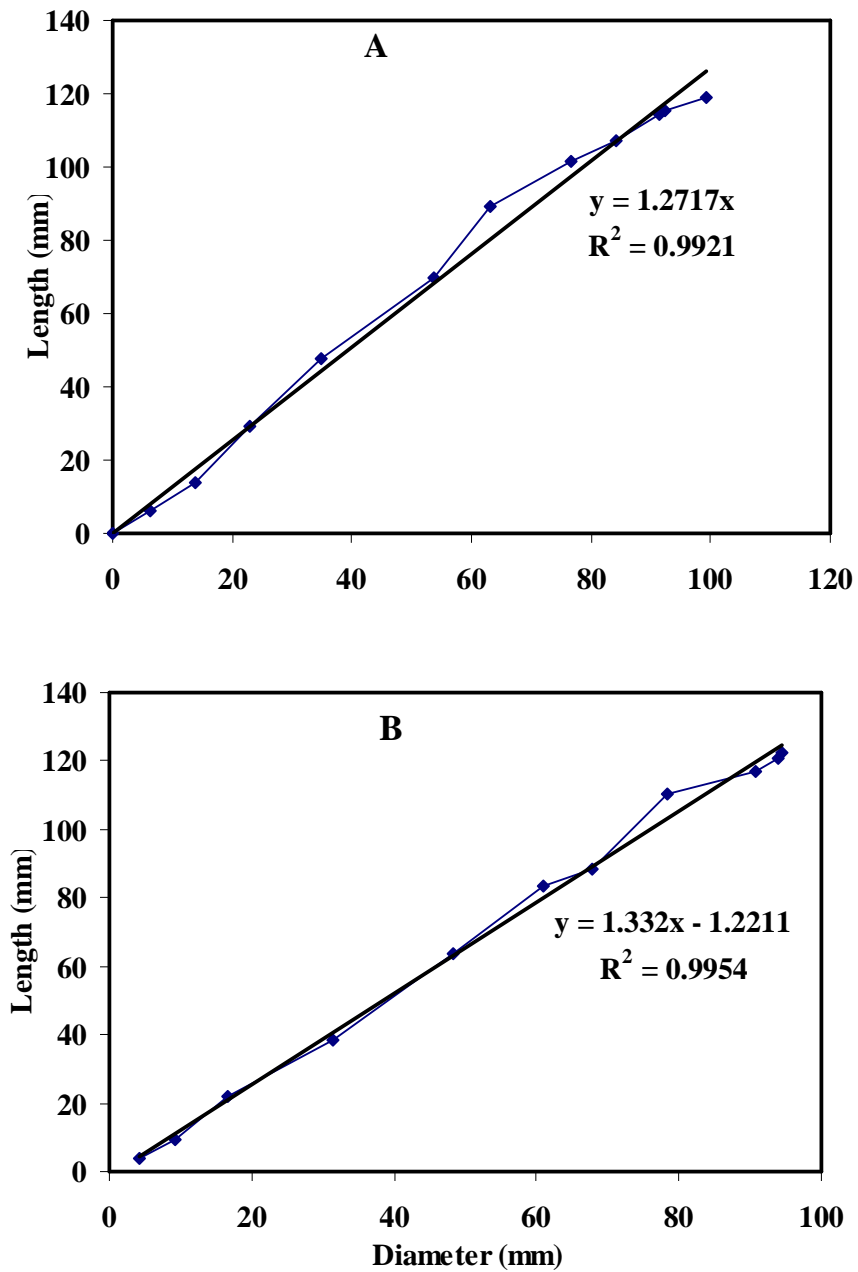 A
140
120
100
80
60
40
20
0
Length (mm)
y = 1.2717x
R² = 0.9921
0 20 40 60 80 100 120
B
140
120
100
80
60
40
20
0
Length (mm)
y = 1.332x - 1.2211
R² = 0.9954
0 20 40 60 80 100
Diameter (mm)